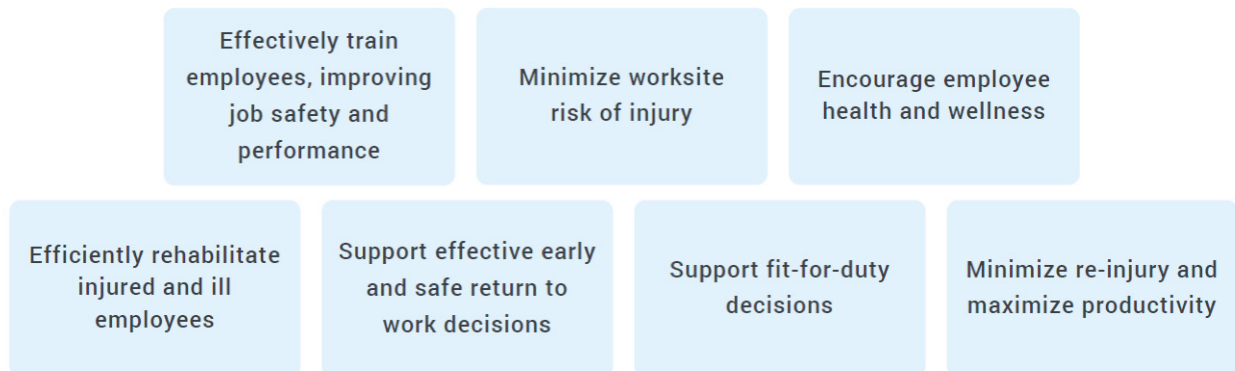 Effectively train
employees, improving
job safety and
performance
Minimize worksite
risk of injury
Encourage employee
health and wellness
Efficiently rehabilitate
injured and ill
employees
Support effective early
and safe return to
work decisions
Support fit-for-duty
decisions
Minimize re-injury and
maximize productivity